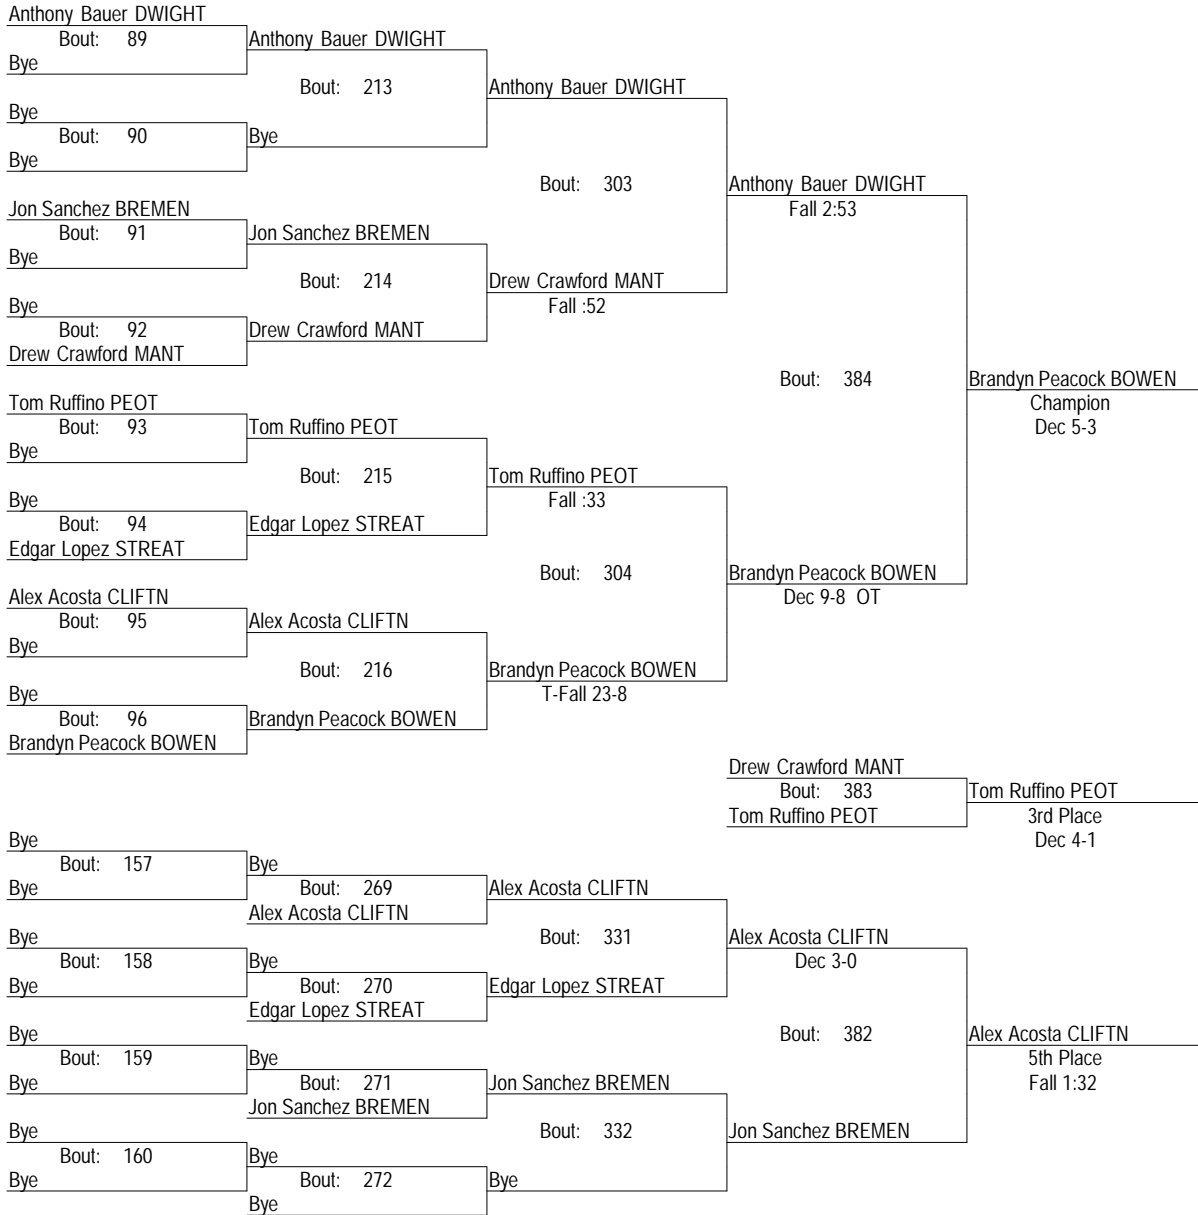 Anthony Bauer DWIGHT
Bout: 89
Bye
Anthony Bauer DWIGHT
Bout: 213
Bye
Bout: 90
Bye
Bye
Anthony Bauer DWIGHT
Bout: 303
Jon Sanchez BREMEN
Bout: 91
Bye
Jon Sanchez BREMEN
Bout: 214
Bye
Bout: 92
Drew Crawford MANT
Drew Crawford MANT
Drew Crawford MANT
Fall :52
Anthony Bauer DWIGHT
Fall 2:53
Bout: 384
Tom Ruffino PEOT
Bout: 93
Bye
Tom Ruffino PEOT
Bout: 215
Bye
Bout: 94
Edgar Lopez STREAT
Edgar Lopez STREAT
Tom Ruffino PEOT
Fall :33
Bout: 304
Alex Acosta CLIFTN
Bout: 95
Bye
Alex Acosta CLIFTN
Bout: 216
Bye
Bout: 96
Brandyn Peacock BOWEN
Brandyn Peacock BOWEN
Brandyn Peacock BOWEN
T-Fall 23-8
Brandyn Peacock BOWEN
Dec 9-8 OT
Brandyn Peacock BOWEN
Champion
Dec 5-3
Drew Crawford MANT
Bout: 383
Tom Ruffino PEOT
Tom Ruffino PEOT
3rd Place
Dec 4-1
Bye
Bout: 157
Bye
Bye
Bout: 269
Alex Acosta CLIFTN
Alex Acosta CLIFTN
Bout: 331
Bye
Bout: 158
Bye
Bye
Bout: 270
Edgar Lopez STREAT
Edgar Lopez STREAT
Alex Acosta CLIFTN
Dec 3-0
Bout: 382
Bye
Bout: 159
Bye
Bye
Bout: 271
Jon Sanchez BREMEN
Jon Sanchez BREMEN
Bout: 332
Bye
Bout: 160
Bye
Bye
Bout: 272
Bye
Bye
Jon Sanchez BREMEN
Alex Acosta CLIFTN
5th Place
Fall 1:32